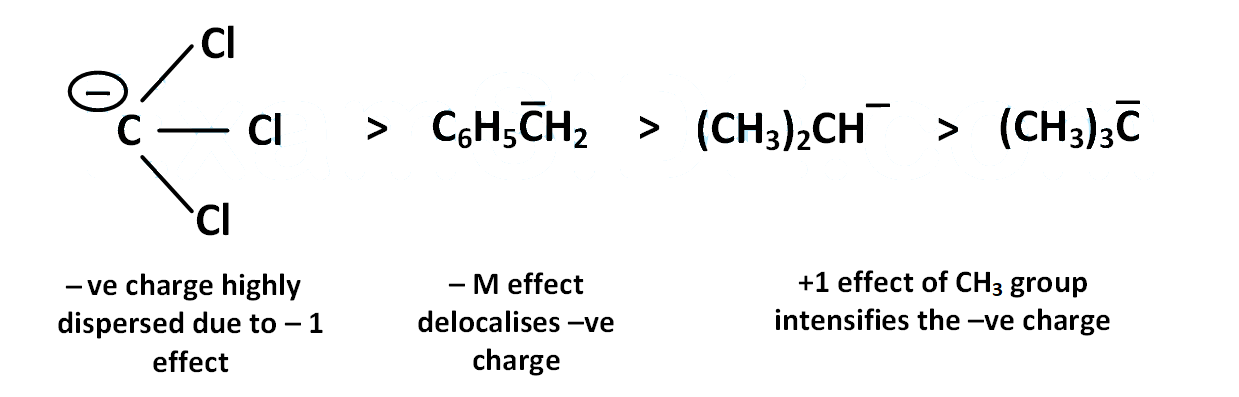 Cl
⊖
C — Cl > C₆H₅C̅H₂ > (CH₃)₂CH⁻ > (CH₃)₃C̅
Cl
– ve charge highly
dispersed due to – 1
effect
– M effect
delocalises –ve
charge
+1 effect of CH₃ group
intensifies the –ve charge